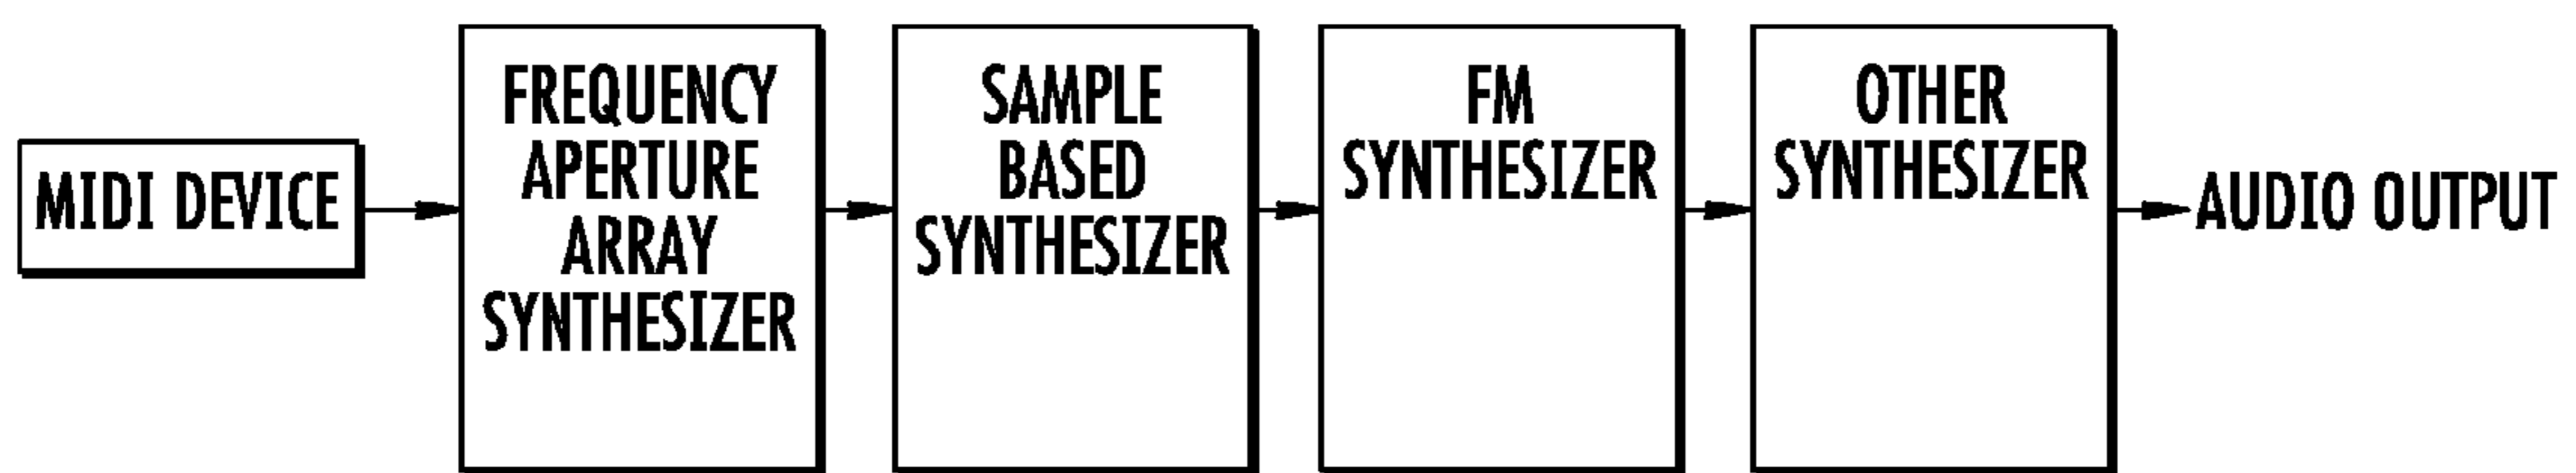 MIDI DEVICE
FREQUENCY
APERTURE
ARRAY
SYNTHESIZER
SAMPLE
BASED
SYNTHESIZER
FM
SYNTHESIZER
OTHER
SYNTHESIZER
AUDIO OUTPUT